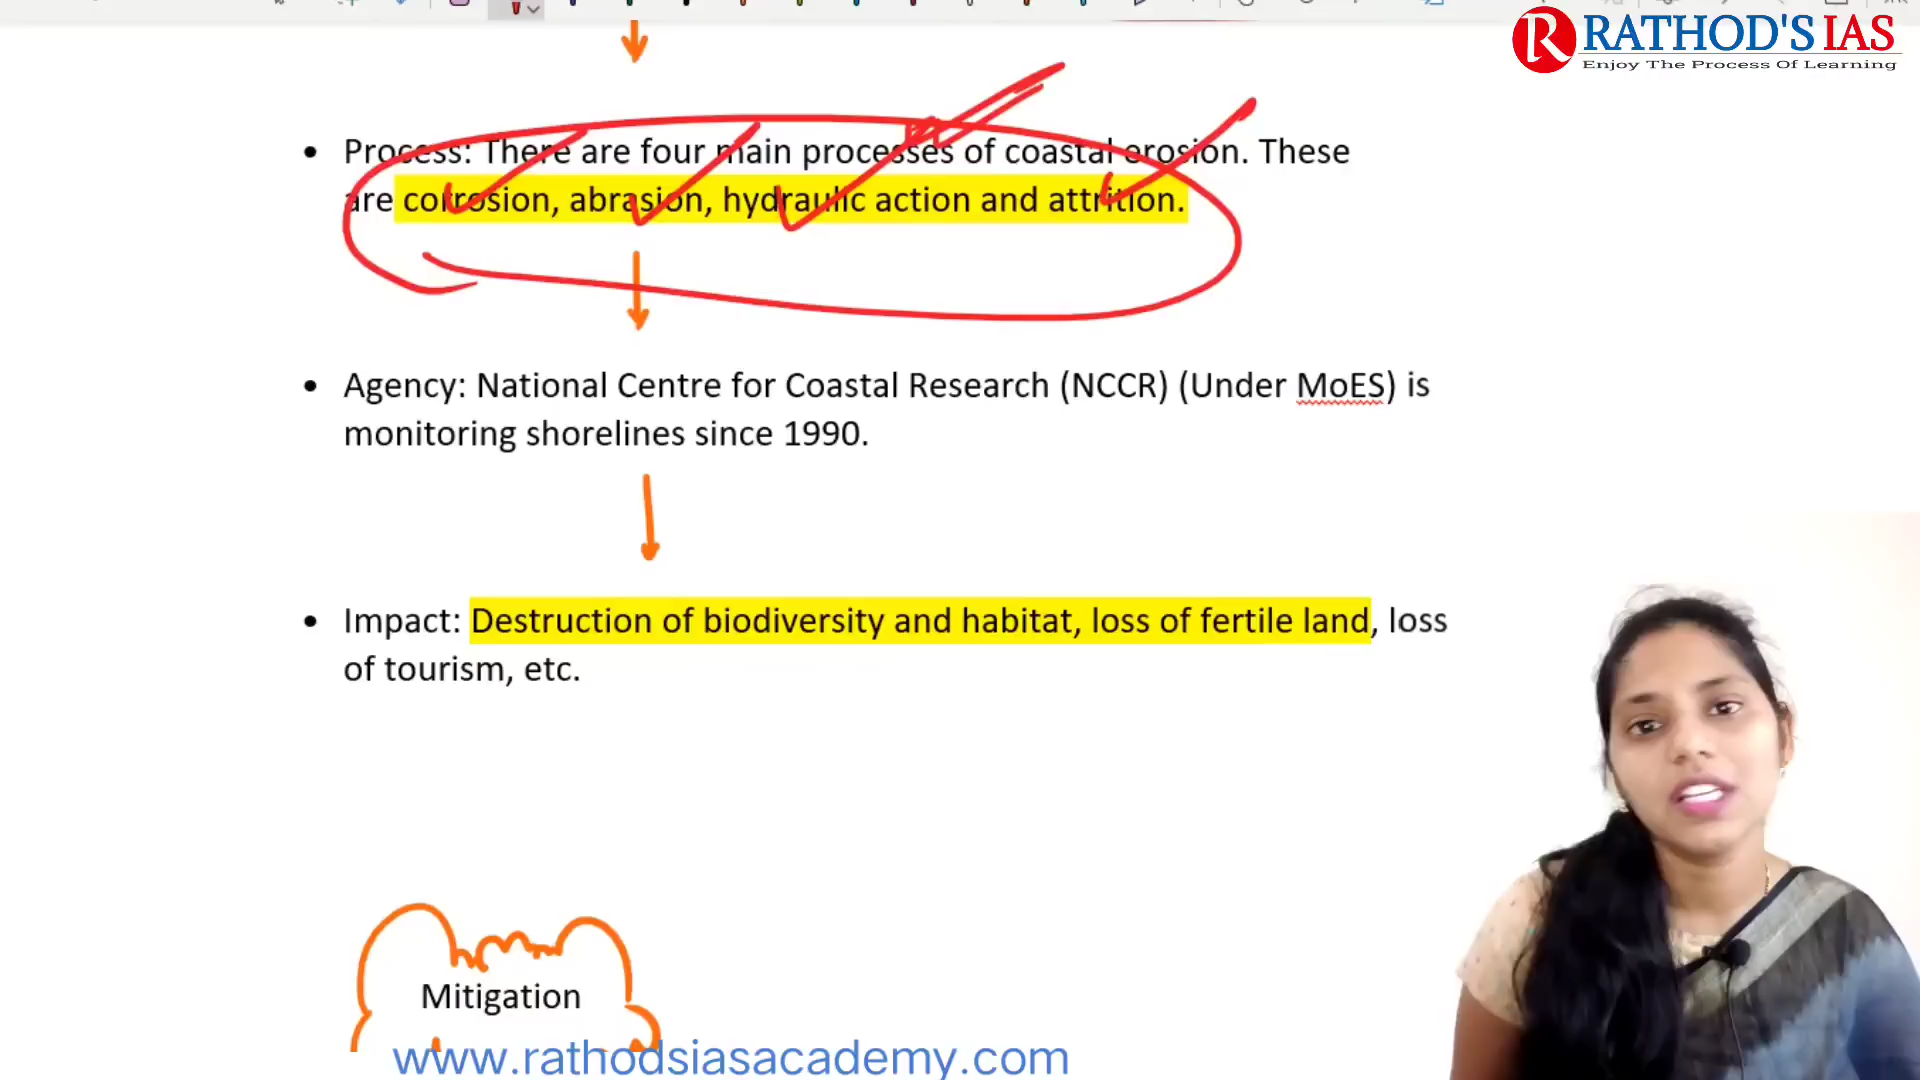 RATHOD'S IAS
Enjoy The Process Of Learning
• Process: There are four main processes of coastal erosion. These
are corrosion, abrasion, hydraulic action and attrition.
• Agency: National Centre for Coastal Research (NCCR) (Under MoES) is
monitoring shorelines since 1990.
• Impact: Destruction of biodiversity and habitat, loss of fertile land, loss
of tourism, etc.
Mitigation
www.rathodsiasacademy.com